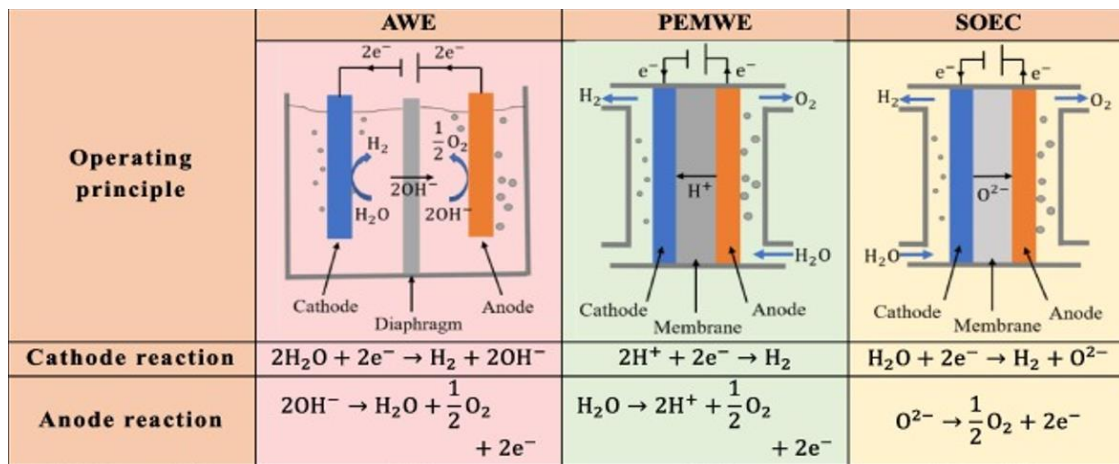 AWE
PEMWE
SOEC
Operating
principle
2e⁻
2e⁻
H₂
1/2 O₂
2OH⁻
H₂O
2OH⁻
Cathode
Anode
Diaphragm
e⁻
e⁻
H₂
O₂
H⁺
H₂O
Cathode
Anode
Membrane
e⁻
e⁻
H₂
O₂
O²⁻
H₂O
Cathode
Anode
Membrane
Cathode reaction
2H₂O + 2e⁻ → H₂ + 2OH⁻
2H⁺ + 2e⁻ → H₂
H₂O + 2e⁻ → H₂ + O²⁻
Anode reaction
2OH⁻ → H₂O + 1/2 O₂
+ 2e⁻
H₂O → 2H⁺ + 1/2 O₂
+ 2e⁻
O²⁻ → 1/2 O₂ + 2e⁻